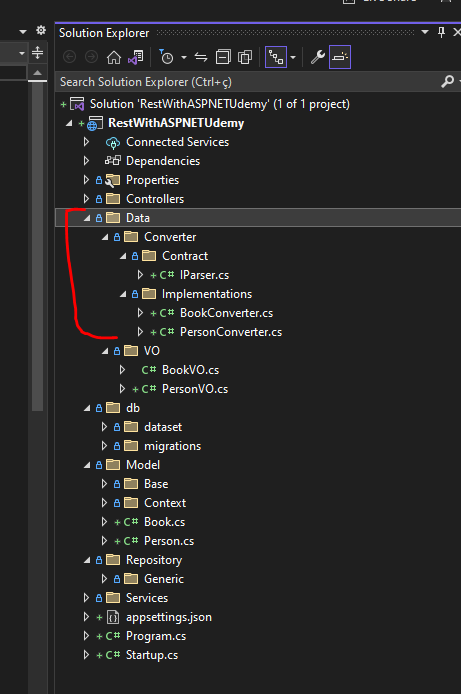 Live Share
Solution Explorer
Search Solution Explorer (Ctrl+ç)
Solution 'RestWithASPNETUdemy' (1 of 1 project)
RestWithASPNETUdemy
Connected Services
Dependencies
Properties
Controllers
Data
Converter
Contract
C# IParser.cs
Implementations
C# BookConverter.cs
C# PersonConverter.cs
VO
C# BookVO.cs
C# PersonVO.cs
db
dataset
migrations
Model
Base
Context
C# Book.cs
C# Person.cs
Repository
Generic
Services
appsettings.json
C# Program.cs
C# Startup.cs